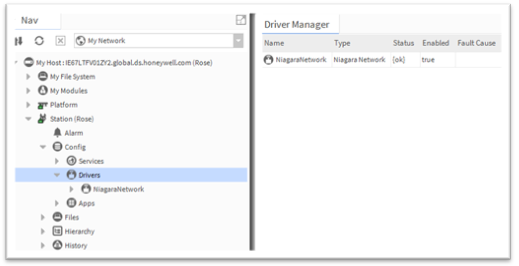 Nav
My Network
My Host : IE67LTFV01ZY2.global.ds.honeywell.com (Rose)
My File System
My Modules
Platform
Station (Rose)
Alarm
Config
Services
Drivers
NiagaraNetwork
Apps
Files
Hierarchy
History
Driver Manager
Name Type Status Enabled Fault Cause
NiagaraNetwork Niagara Network {ok} true